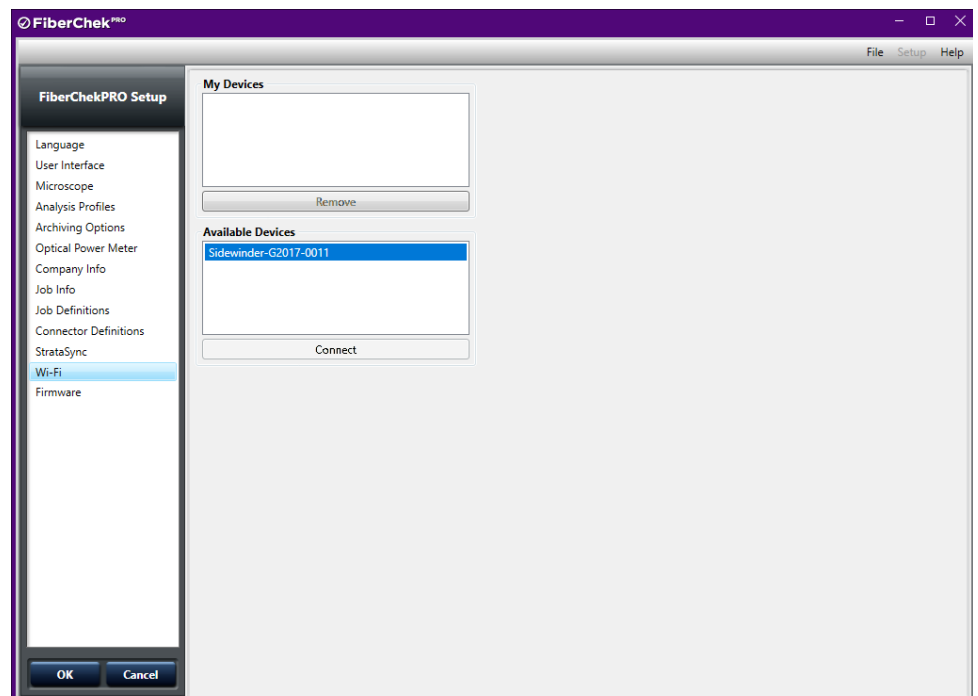 FiberChek PRO
File Setup Help
FiberChekPRO Setup
Language
User Interface
Microscope
Analysis Profiles
Archiving Options
Optical Power Meter
Company Info
Job Info
Job Definitions
Connector Definitions
StrataSync
Wi-Fi
Firmware
OK Cancel
My Devices
Remove
Available Devices
Sidewinder-G2017-0011
Connect